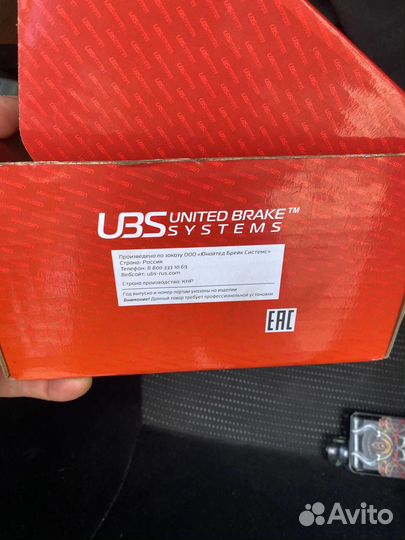 UBS UNITED BRAKE™
SYSTEMS
Произведено по заказу ООО «Юнайтед Брейк Системс»
Страна: Россия
Телефон: 8 800 333 10 69
Вебсайт: ubs-rus.com
Страна производства: КНР
Год выпуска и номер партии указаны на изделии
Внимание! Данный товар требует профессиональной установки
EAC
Avito